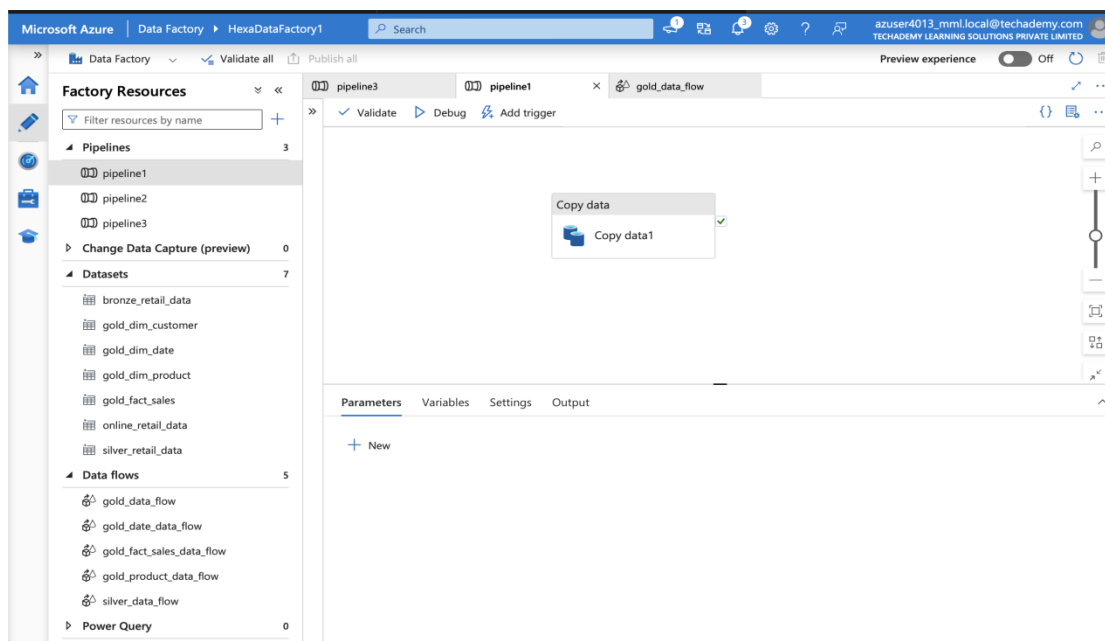 Microsoft Azure | Data Factory ▸ HexaDataFactory1 Search 1 3 azuser4013_mml.local@techademy.com
TECHADEMY LEARNING SOLUTIONS PRIVATE LIMITED
» Data Factory Validate all Publish all Preview experience Off
Factory Resources « pipeline3 pipeline1 × gold_data_flow
Filter resources by name + » Validate Debug Add trigger {}
Pipelines 3
pipeline1
pipeline2
pipeline3
Change Data Capture (preview) 0
Datasets 7
bronze_retail_data
gold_dim_customer
gold_dim_date
gold_dim_product
gold_fact_sales
online_retail_data
silver_retail_data
Data flows 5
gold_data_flow
gold_date_data_flow
gold_fact_sales_data_flow
gold_product_data_flow
silver_data_flow
Power Query 0
Copy data
Copy data1
Parameters Variables Settings Output
+ New